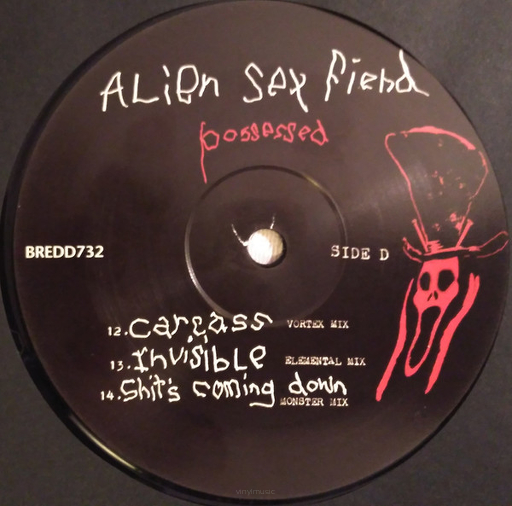 ALiEn Sex Fiend
possessed
BREDD732
SIDE D
12. carcass VORTEX MIX
13. Invisible ELEMENTAL MIX
14. Shit's coming down MONSTER MIX
vinylmusic